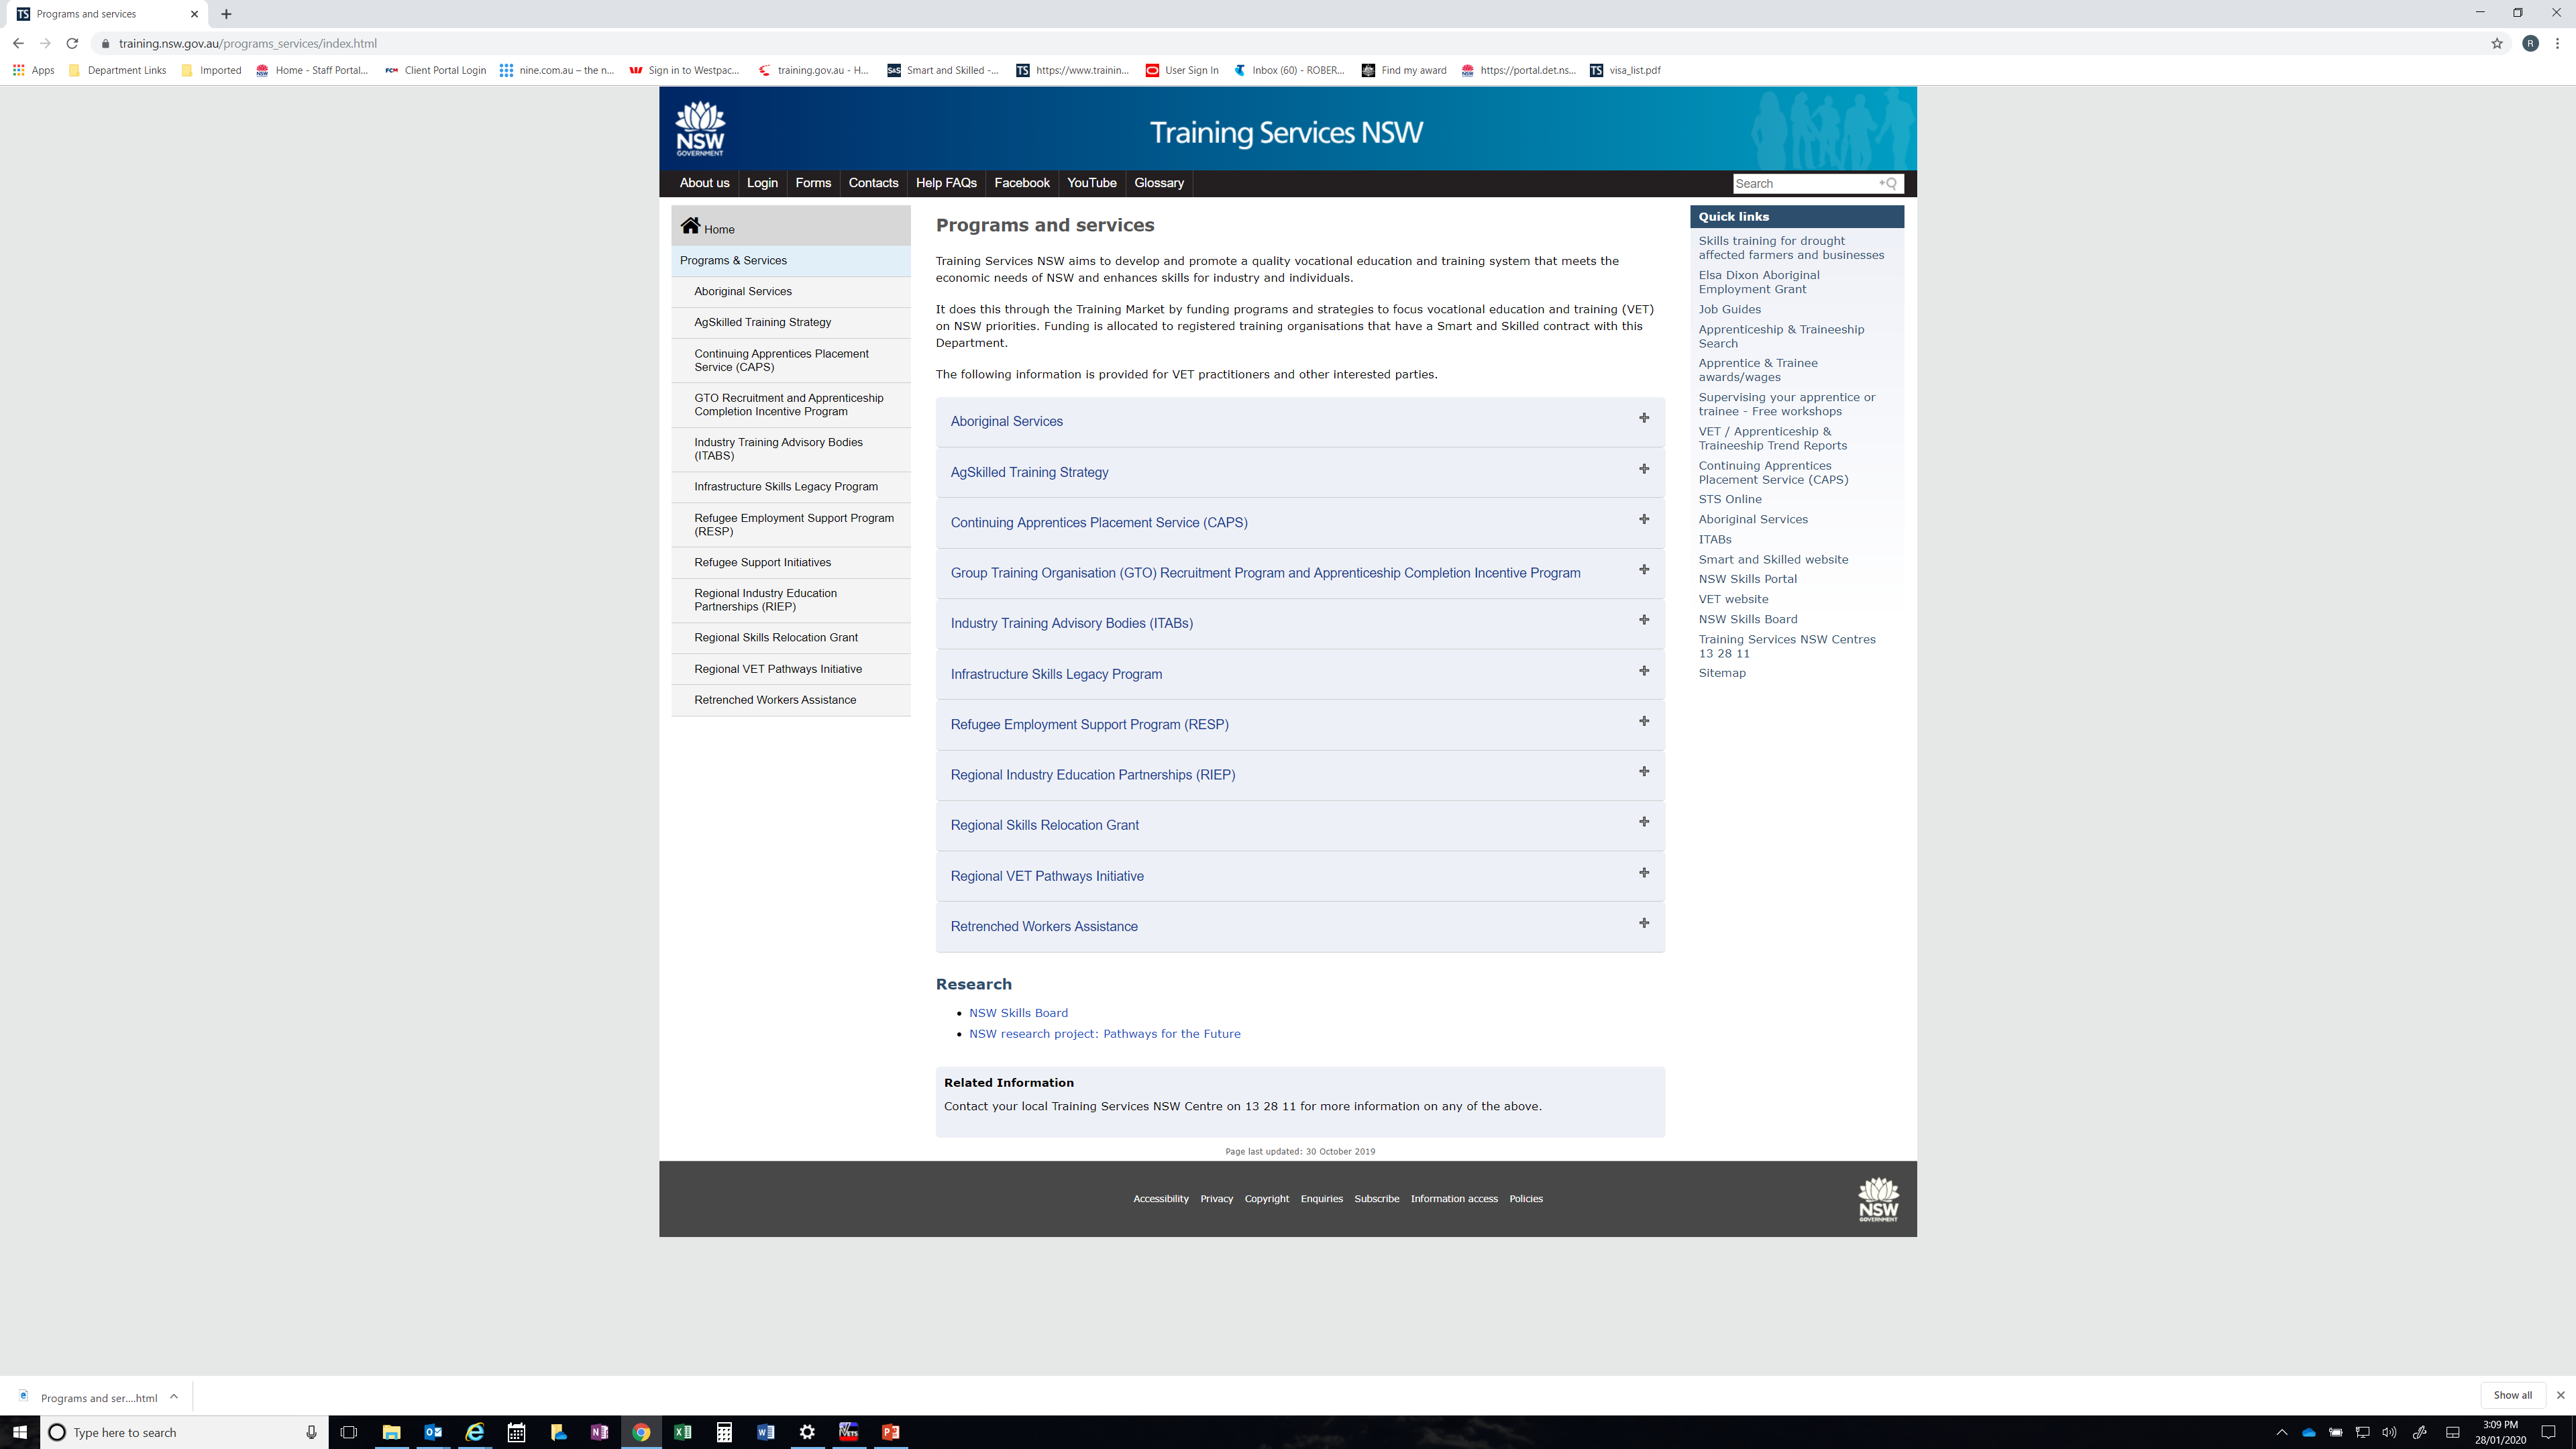 Programs and services
training.nsw.gov.au/programs_services/index.html
R
Apps
Department Links
Imported
Home - Staff Portal...
Client Portal Login
nine.com.au – the n...
Sign in to Westpac...
training.gov.au - H...
Smart and Skilled -...
https://www.trainin...
User Sign In
Inbox (60) - ROBER...
Find my award
https://portal.det.ns...
visa_list.pdf
NSW
GOVERNMENT
Training Services NSW
About us
Login
Forms
Contacts
Help FAQs
Facebook
YouTube
Glossary
Search
Home
Programs & Services
Aboriginal Services
AgSkilled Training Strategy
Continuing Apprentices Placement
Service (CAPS)
GTO Recruitment and Apprenticeship
Completion Incentive Program
Industry Training Advisory Bodies
(ITABS)
Infrastructure Skills Legacy Program
Refugee Employment Support Program
(RESP)
Refugee Support Initiatives
Regional Industry Education
Partnerships (RIEP)
Regional Skills Relocation Grant
Regional VET Pathways Initiative
Retrenched Workers Assistance
Programs and services
Training Services NSW aims to develop and promote a quality vocational education and training system that meets the
economic needs of NSW and enhances skills for industry and individuals.
It does this through the Training Market by funding programs and strategies to focus vocational education and training (VET)
on NSW priorities. Funding is allocated to registered training organisations that have a Smart and Skilled contract with this
Department.
The following information is provided for VET practitioners and other interested parties.
Aboriginal Services
AgSkilled Training Strategy
Continuing Apprentices Placement Service (CAPS)
Group Training Organisation (GTO) Recruitment Program and Apprenticeship Completion Incentive Program
Industry Training Advisory Bodies (ITABs)
Infrastructure Skills Legacy Program
Refugee Employment Support Program (RESP)
Regional Industry Education Partnerships (RIEP)
Regional Skills Relocation Grant
Regional VET Pathways Initiative
Retrenched Workers Assistance
Research
NSW Skills Board
NSW research project: Pathways for the Future
Related Information
Contact your local Training Services NSW Centre on 13 28 11 for more information on any of the above.
Page last updated: 30 October 2019
Quick links
Skills training for drought
affected farmers and businesses
Elsa Dixon Aboriginal
Employment Grant
Job Guides
Apprenticeship & Traineeship
Search
Apprentice & Trainee
awards/wages
Supervising your apprentice or
trainee - Free workshops
VET / Apprenticeship &
Traineeship Trend Reports
Continuing Apprentices
Placement Service (CAPS)
STS Online
Aboriginal Services
ITABs
Smart and Skilled website
NSW Skills Portal
VET website
NSW Skills Board
Training Services NSW Centres
13 28 11
Sitemap
Accessibility
Privacy
Copyright
Enquiries
Subscribe
Information access
Policies
NSW
GOVERNMENT
Programs and ser....html
Show all
Type here to search
3:09 PM
28/01/2020